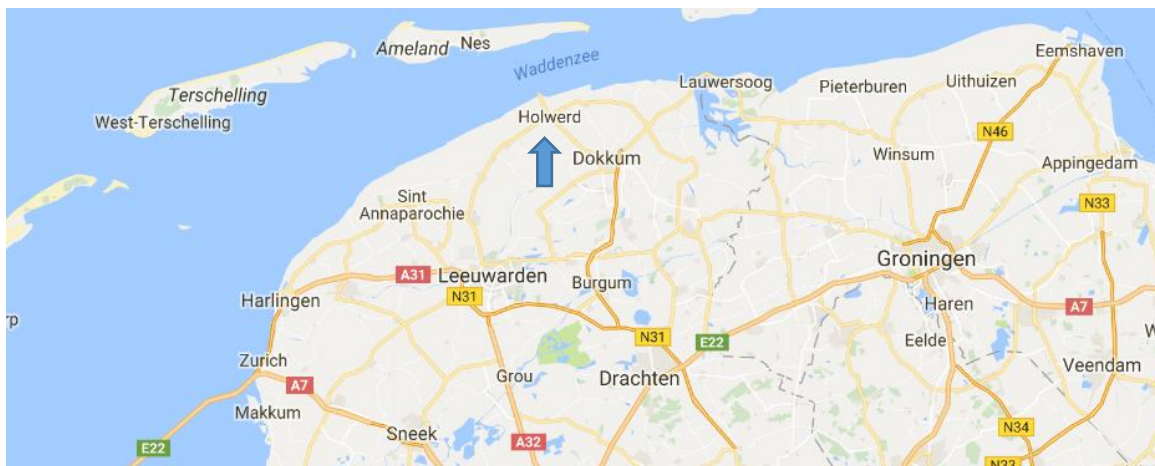 Ameland
Nes
Waddenzee
Eemshaven
Terschelling
Lauwersoog
Pieterburen
Uithuizen
West-Terschelling
Holwerd
N46
Dokkum
Winsum
Appingedam
Sint
Annaparochie
N33
Groningen
A31
Leeuwarden
Burgum
Harlingen
N31
Haren
A7
rp
N31
E22
Eelde
W
Zurich
Grou
Drachten
Veendam
A7
Makkum
Sneek
N34
E22
A32
N33